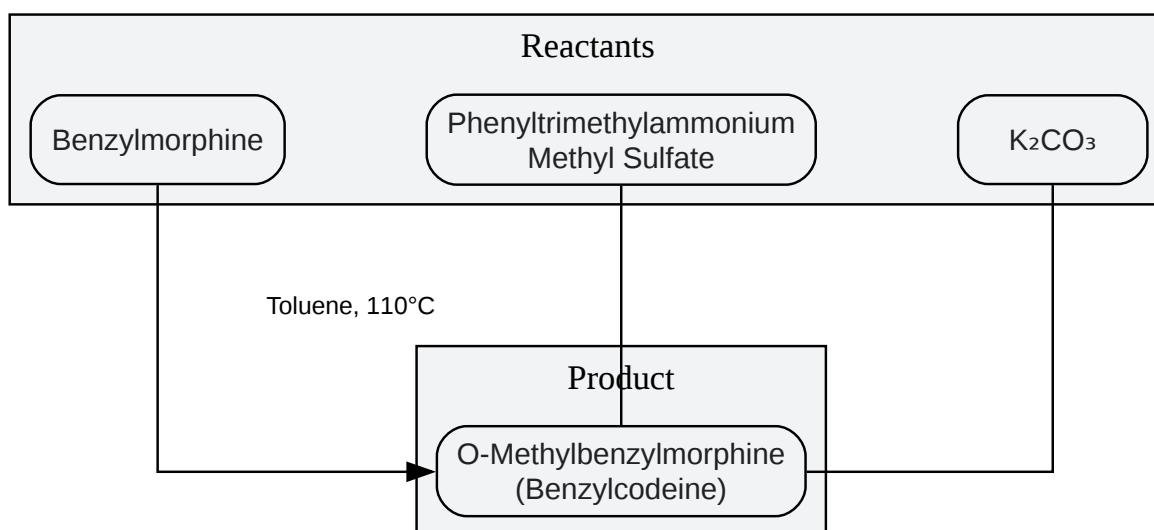 Reactants
Benzylmorphine
Phenyltrimethylammonium
Methyl Sulfate
K₂CO₃
Toluene, 110°C
Product
O-Methylbenzylmorphine
(Benzylcodeine)